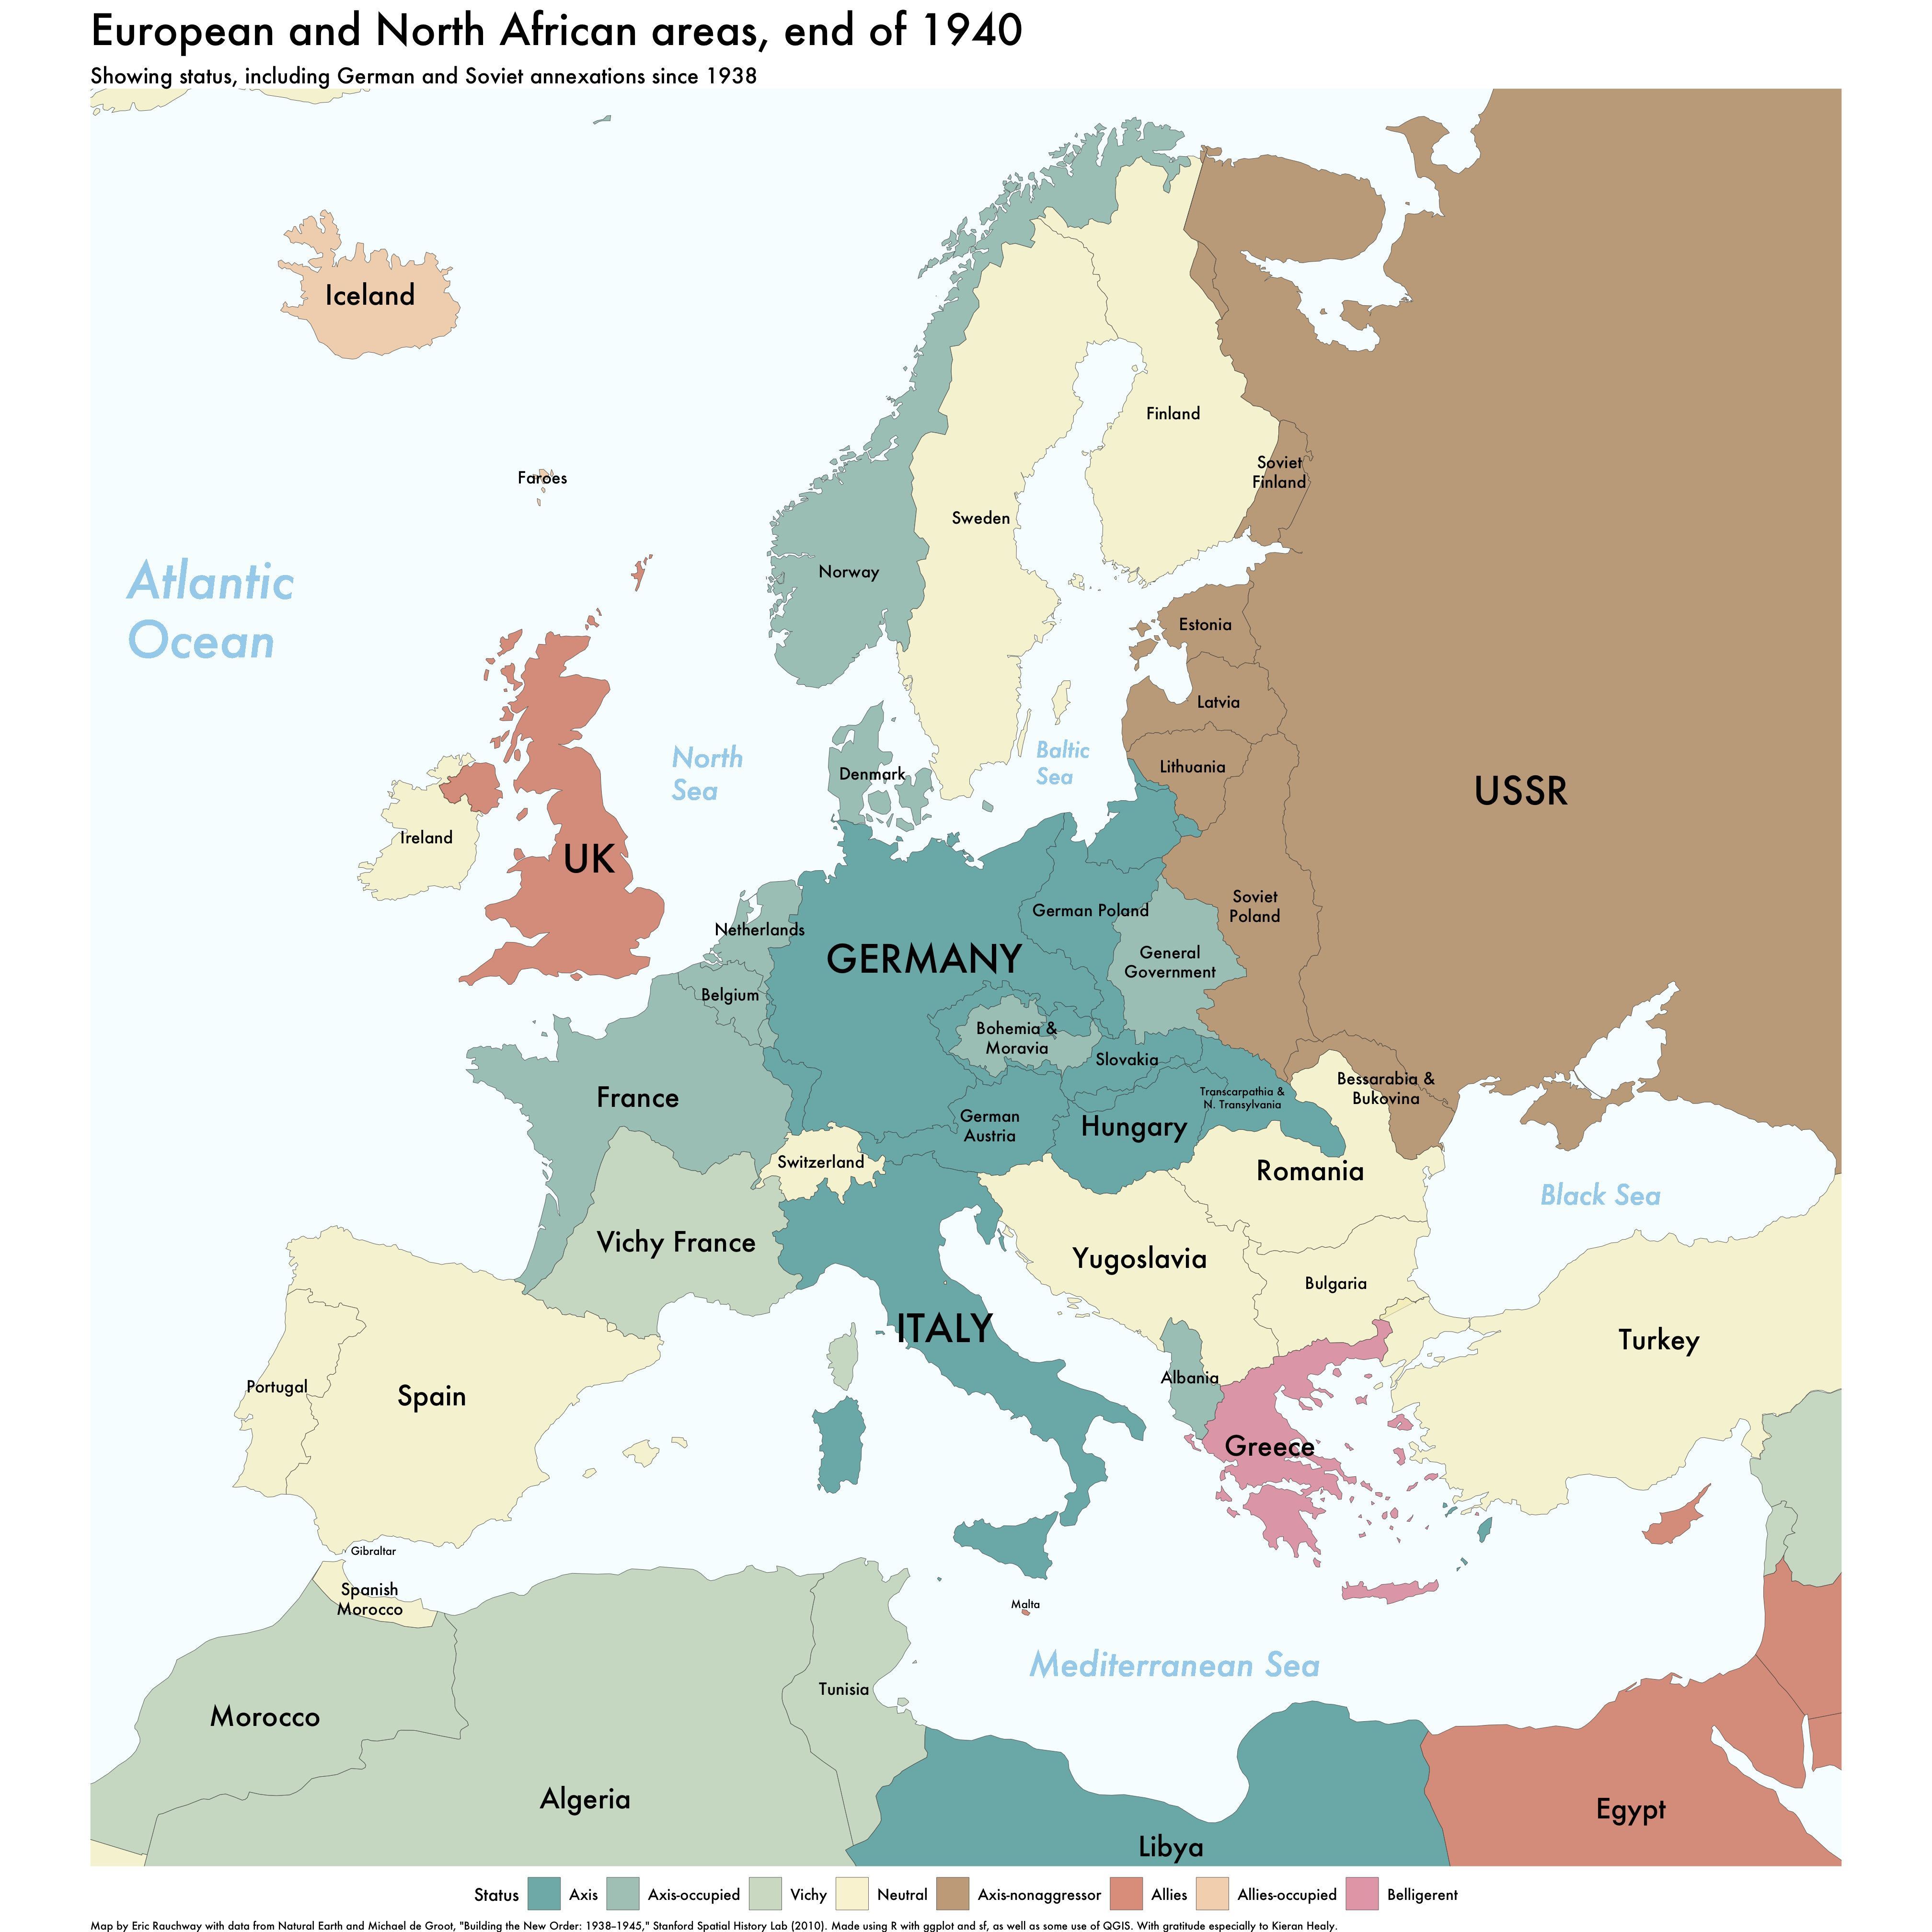 European and North African areas, end of 1940
Showing status, including German and Soviet annexations since 1938
Iceland
Faroes
Atlantic
Ocean
Finland
Soviet
Finland
Sweden
Norway
Estonia
Latvia
Lithuania
North
Sea
Baltic
Sea
Denmark
USSR
Ireland
UK
Netherlands
GERMANY
German Poland
Soviet
Poland
General
Government
Belgium
Bohemia &
Moravia
Slovakia
Transcarpathia &
N. Transylvania
Bessarabia &
Bukovina
France
German
Austria
Hungary
Switzerland
Romania
Black Sea
Vichy France
Yugoslavia
Bulgaria
ITALY
Turkey
Portugal
Spain
Albania
Greece
Gibraltar
Spanish
Morocco
Malta
Mediterranean Sea
Morocco
Tunisia
Algeria
Libya
Egypt
Status Axis Axis-occupied Vichy Neutral Axis-nonaggressor Allies Allies-occupied Belligerent
Map by Eric Rauchway with data from Natural Earth and Michael de Groot, "Building the New Order: 1938–1945," Stanford Spatial History Lab (2010). Made using R with ggplot and sf, as well as some use of QGIS. With gratitude especially to Kieran Healy.